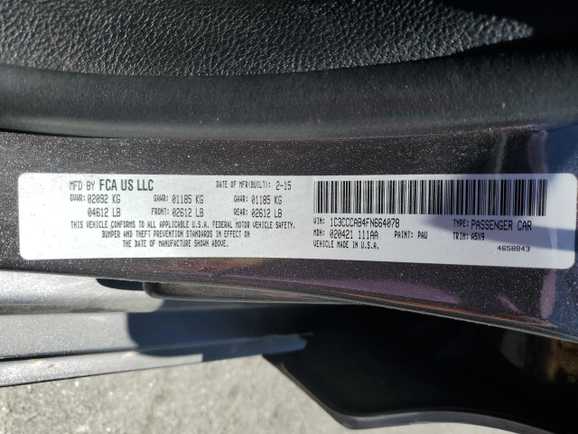 MFD BY FCA US LLC DATE OF MFR(BUILT): 2-15
GVWR: 02092 KG GAWR: 01185 KG GAWR: 01185 KG
04612 LB FRONT: 02612 LB REAR: 02612 LB
THIS VEHICLE CONFORMS TO ALL APPLICABLE U.S.A. FEDERAL MOTOR VEHICLE SAFETY,
BUMPER AND THEFT PREVENTION STANDARDS IN EFFECT ON
THE DATE OF MANUFACTURE SHOWN ABOVE.
VIN: 1C3CCCAB4FN664078 TYPE: PASSENGER CAR
MDH: 020421 111AA PAINT: PAU TRIM: A5X9
VEHICLE MADE IN U.S.A. 4658843